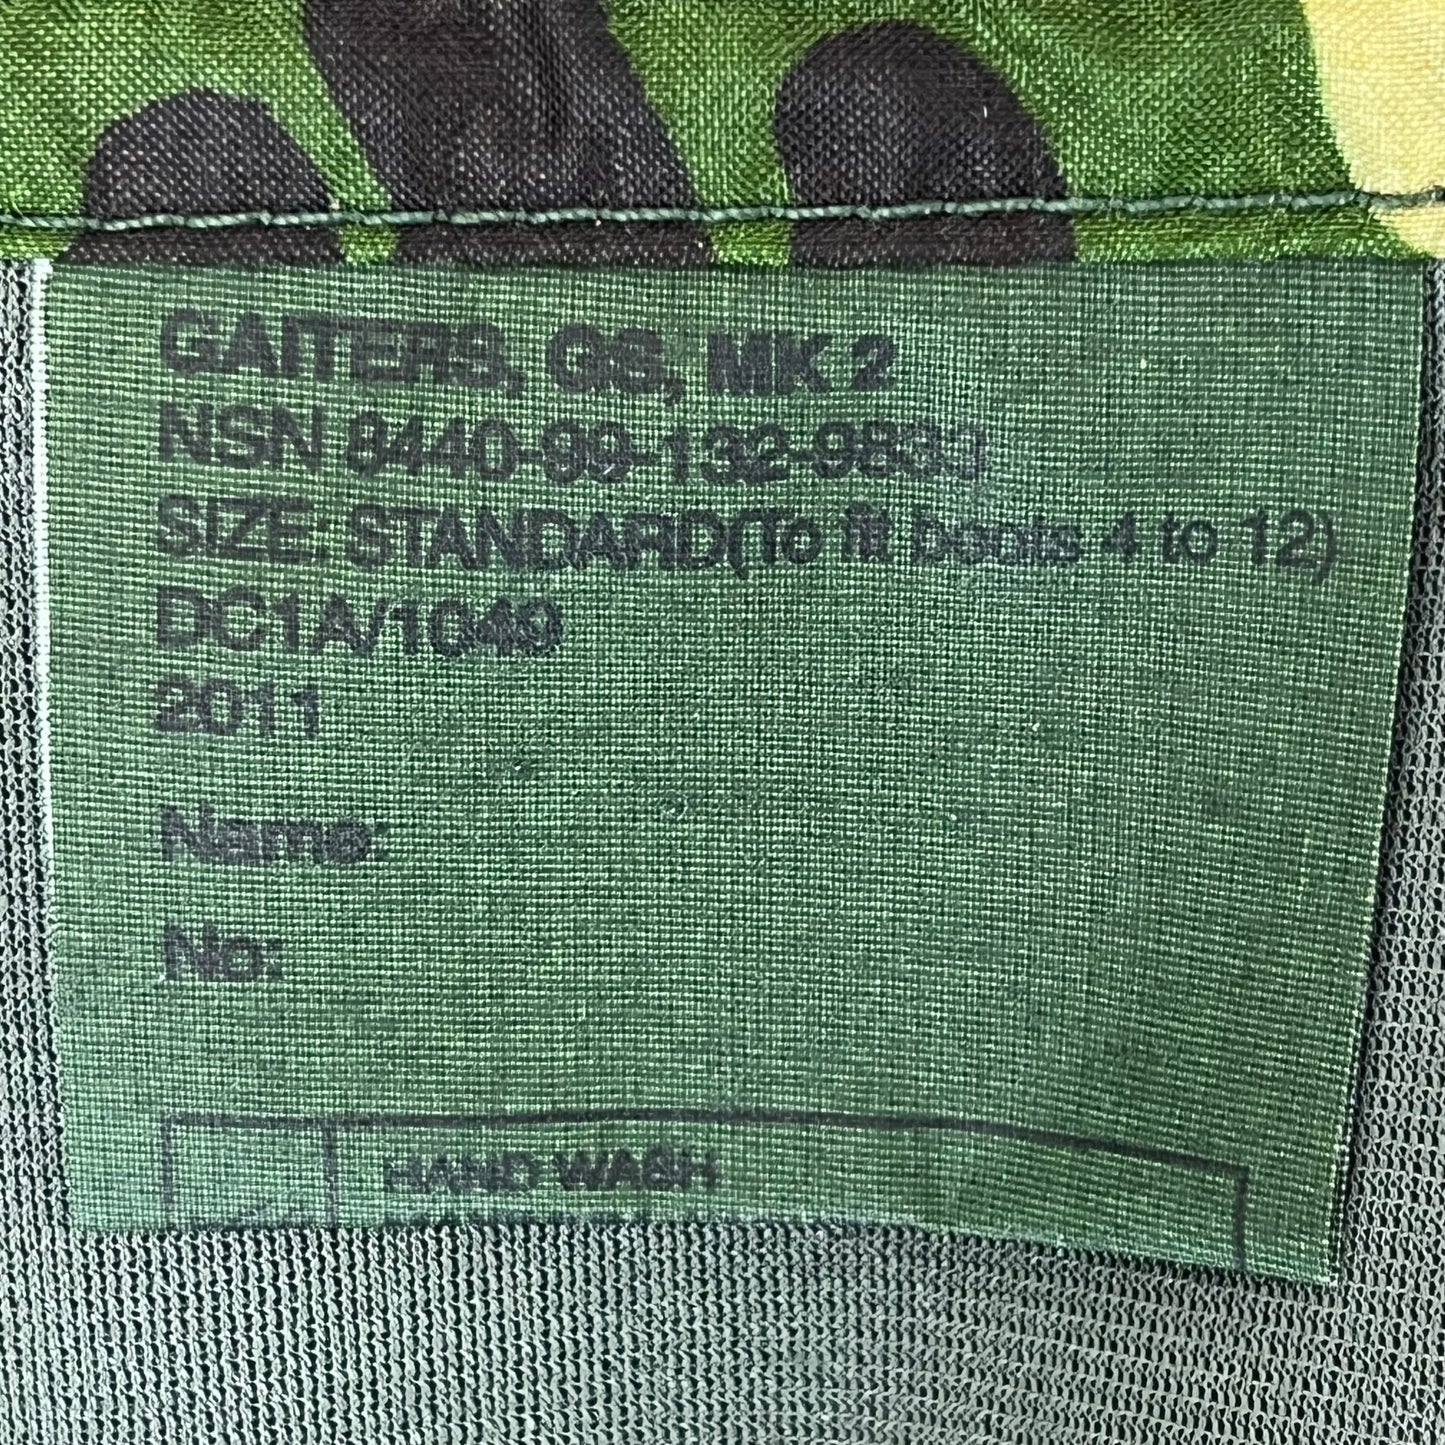 GAITERS, GS, MK 2
NSN 8440-99-132-9833
SIZE: STANDARD(To fit boots 4 to 12)
DC1A/1049
2011
Name:
No:
HAND WASH